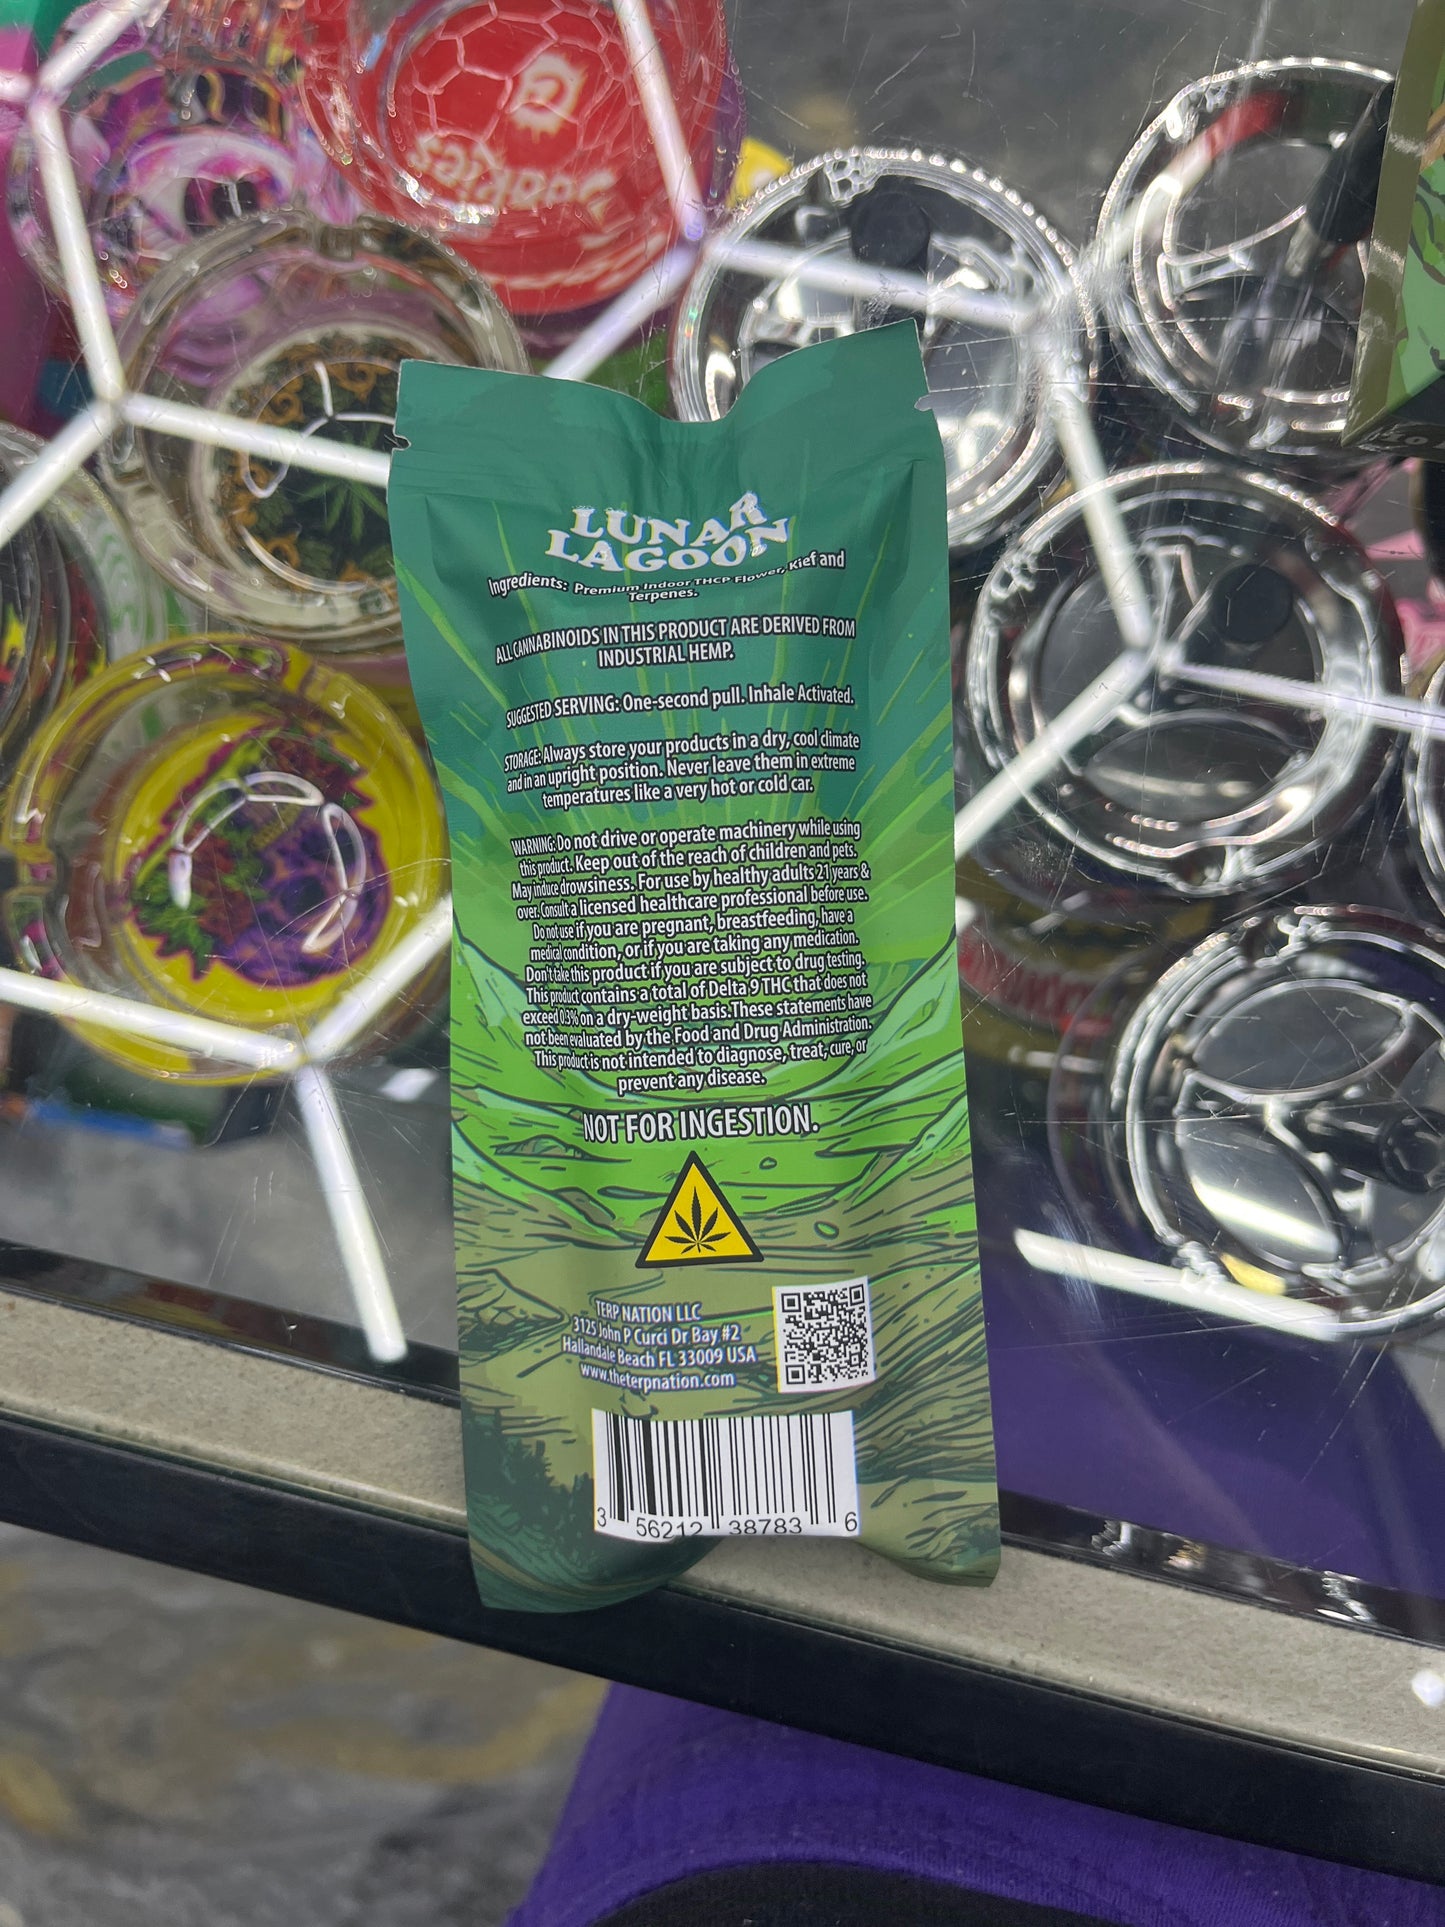 Backwoods
LUNAR
LAGOON
Ingredients: Premium Indoor THCP Flower, Kief and
Terpenes.
ALL CANNABINOIDS IN THIS PRODUCT ARE DERIVED FROM
INDUSTRIAL HEMP.
SUGGESTED SERVING: One-second pull. Inhale Activated.
STORAGE: Always store your products in a dry, cool climate
and in an upright position. Never leave them in extreme
temperatures like a very hot or cold car.
WARNING: Do not drive or operate machinery while using
this product. Keep out of the reach of children and pets.
May induce drowsiness. For use by healthy adults 21 years &
over. Consult a licensed healthcare professional before use.
Do not use if you are pregnant, breastfeeding, have a
medical condition, or if you are taking any medication.
Don't take this product if you are subject to drug testing.
This product contains a total of Delta 9 THC that does not
exceed 0.3% on a dry-weight basis.These statements have
not been evaluated by the Food and Drug Administration.
This product is not intended to diagnose, treat, cure, or
prevent any disease.
NOT FOR INGESTION.
TERP NATION LLC
3125 John P Curci Dr Bay #2
Hallandale Beach FL 33009 USA
www.theterpnation.com
3 56212 38783 6